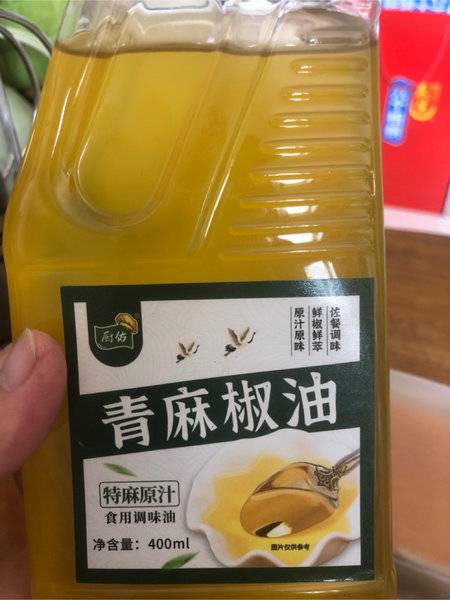 厨佑
佐餐调味
鲜椒鲜萃
原汁原味
青麻椒油
特麻原汁
食用调味油
净含量：400ml
图片仅供参考